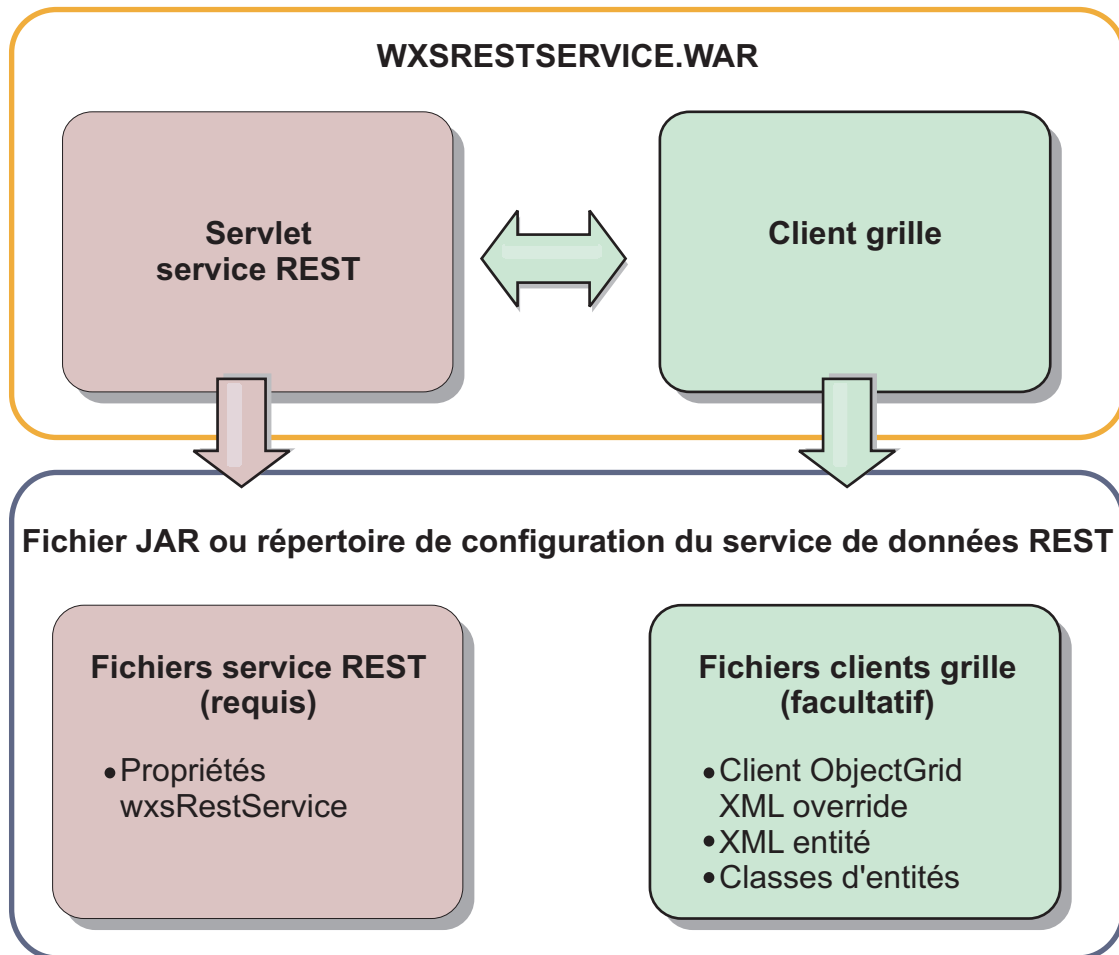 WXSRESTSERVICE.WAR
Servlet
service REST
Client grille
Fichier JAR ou répertoire de configuration du service de données REST
Fichiers service REST
(requis)
•Propriétés
wxsRestService
Fichiers clients grille
(facultatif)
•Client ObjectGrid
XML override
•XML entité
•Classes d'entités